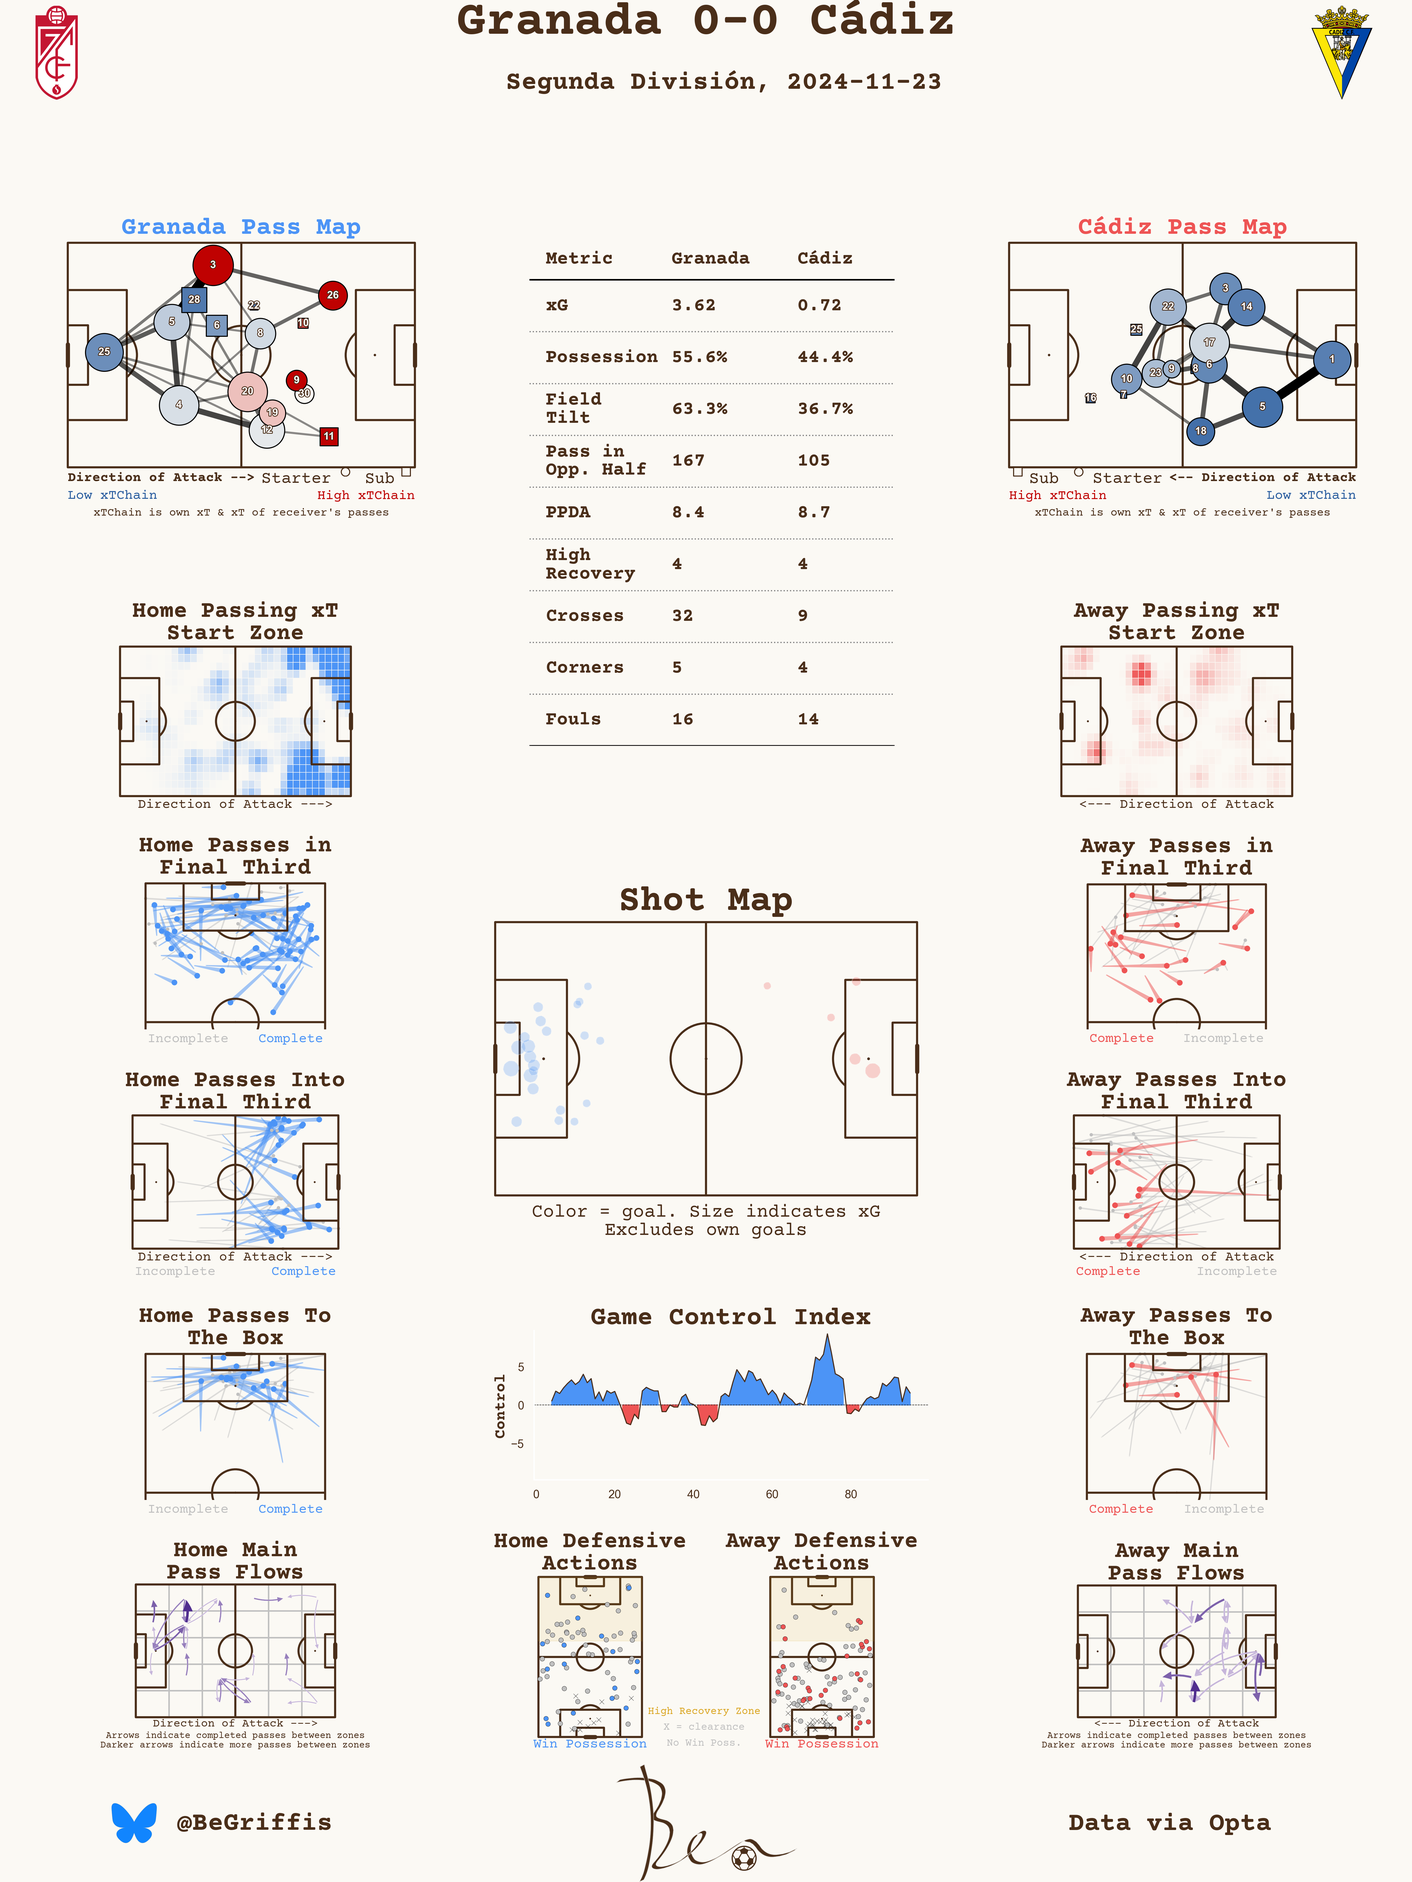 Granada 0-0 Cádiz
Segunda División, 2024-11-23
Granada Pass Map
3
28
26
22
10
5
6
8
25
9
30
20
4
19
12
11
Direction of Attack --> Starter Sub
Low xTChain High xTChain
xTChain is own xT & xT of receiver's passes
Metric Granada Cádiz
xG 3.62 0.72
Possession 55.6% 44.4%
Field
Tilt 63.3% 36.7%
Pass in
Opp. Half 167 105
PPDA 8.4 8.7
High
Recovery 4 4
Crosses 32 9
Corners 5 4
Fouls 16 14
Cádiz Pass Map
3
22
14
25
17
1
10
23
9
8
6
16
7
5
18
Sub Starter <-- Direction of Attack
High xTChain Low xTChain
xTChain is own xT & xT of receiver's passes
Home Passing xT
Start Zone
Direction of Attack --->
Away Passing xT
Start Zone
<--- Direction of Attack
Home Passes in
Final Third
Incomplete Complete
Away Passes in
Final Third
Complete Incomplete
Shot Map
Color = goal. Size indicates xG
Excludes own goals
Home Passes Into
Final Third
Direction of Attack --->
Incomplete Complete
Away Passes Into
Final Third
<--- Direction of Attack
Complete Incomplete
Home Passes To
The Box
Incomplete Complete
Game Control Index
Control
5
0
−5
0 20 40 60 80
Away Passes To
The Box
Complete Incomplete
Home Main
Pass Flows
Direction of Attack --->
Arrows indicate completed passes between zones
Darker arrows indicate more passes between zones
Home Defensive
Actions
Win Possession
Away Defensive
Actions
Win Possession
High Recovery Zone
X = clearance
No Win Poss.
Away Main
Pass Flows
<--- Direction of Attack
Arrows indicate completed passes between zones
Darker arrows indicate more passes between zones
@BeGriffis
Data via Opta